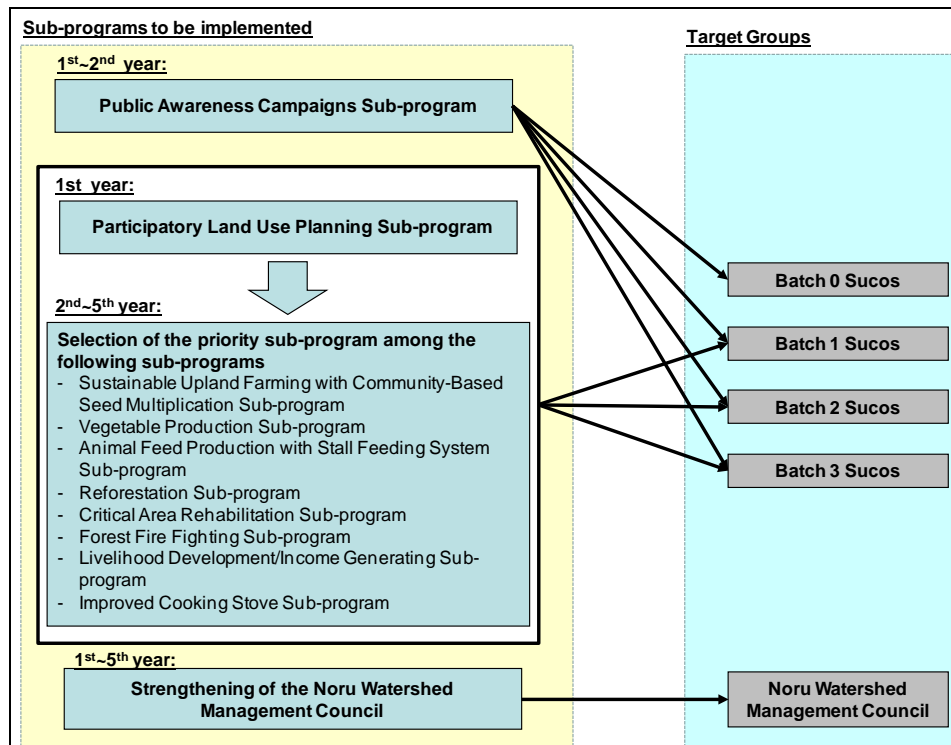 Sub-programs to be implemented
1st~2nd year:
Public Awareness Campaigns Sub-program
1st year:
Participatory Land Use Planning Sub-program
2nd~5th year:
Selection of the priority sub-program among the
following sub-programs
- Sustainable Upland Farming with Community-Based
Seed Multiplication Sub-program
- Vegetable Production Sub-program
- Animal Feed Production with Stall Feeding System
Sub-program
- Reforestation Sub-program
- Critical Area Rehabilitation Sub-program
- Forest Fire Fighting Sub-program
- Livelihood Development/Income Generating Sub-
program
- Improved Cooking Stove Sub-program
1st~5th year:
Strengthening of the Noru Watershed
Management Council
Target Groups
Batch 0 Sucos
Batch 1 Sucos
Batch 2 Sucos
Batch 3 Sucos
Noru Watershed
Management Council